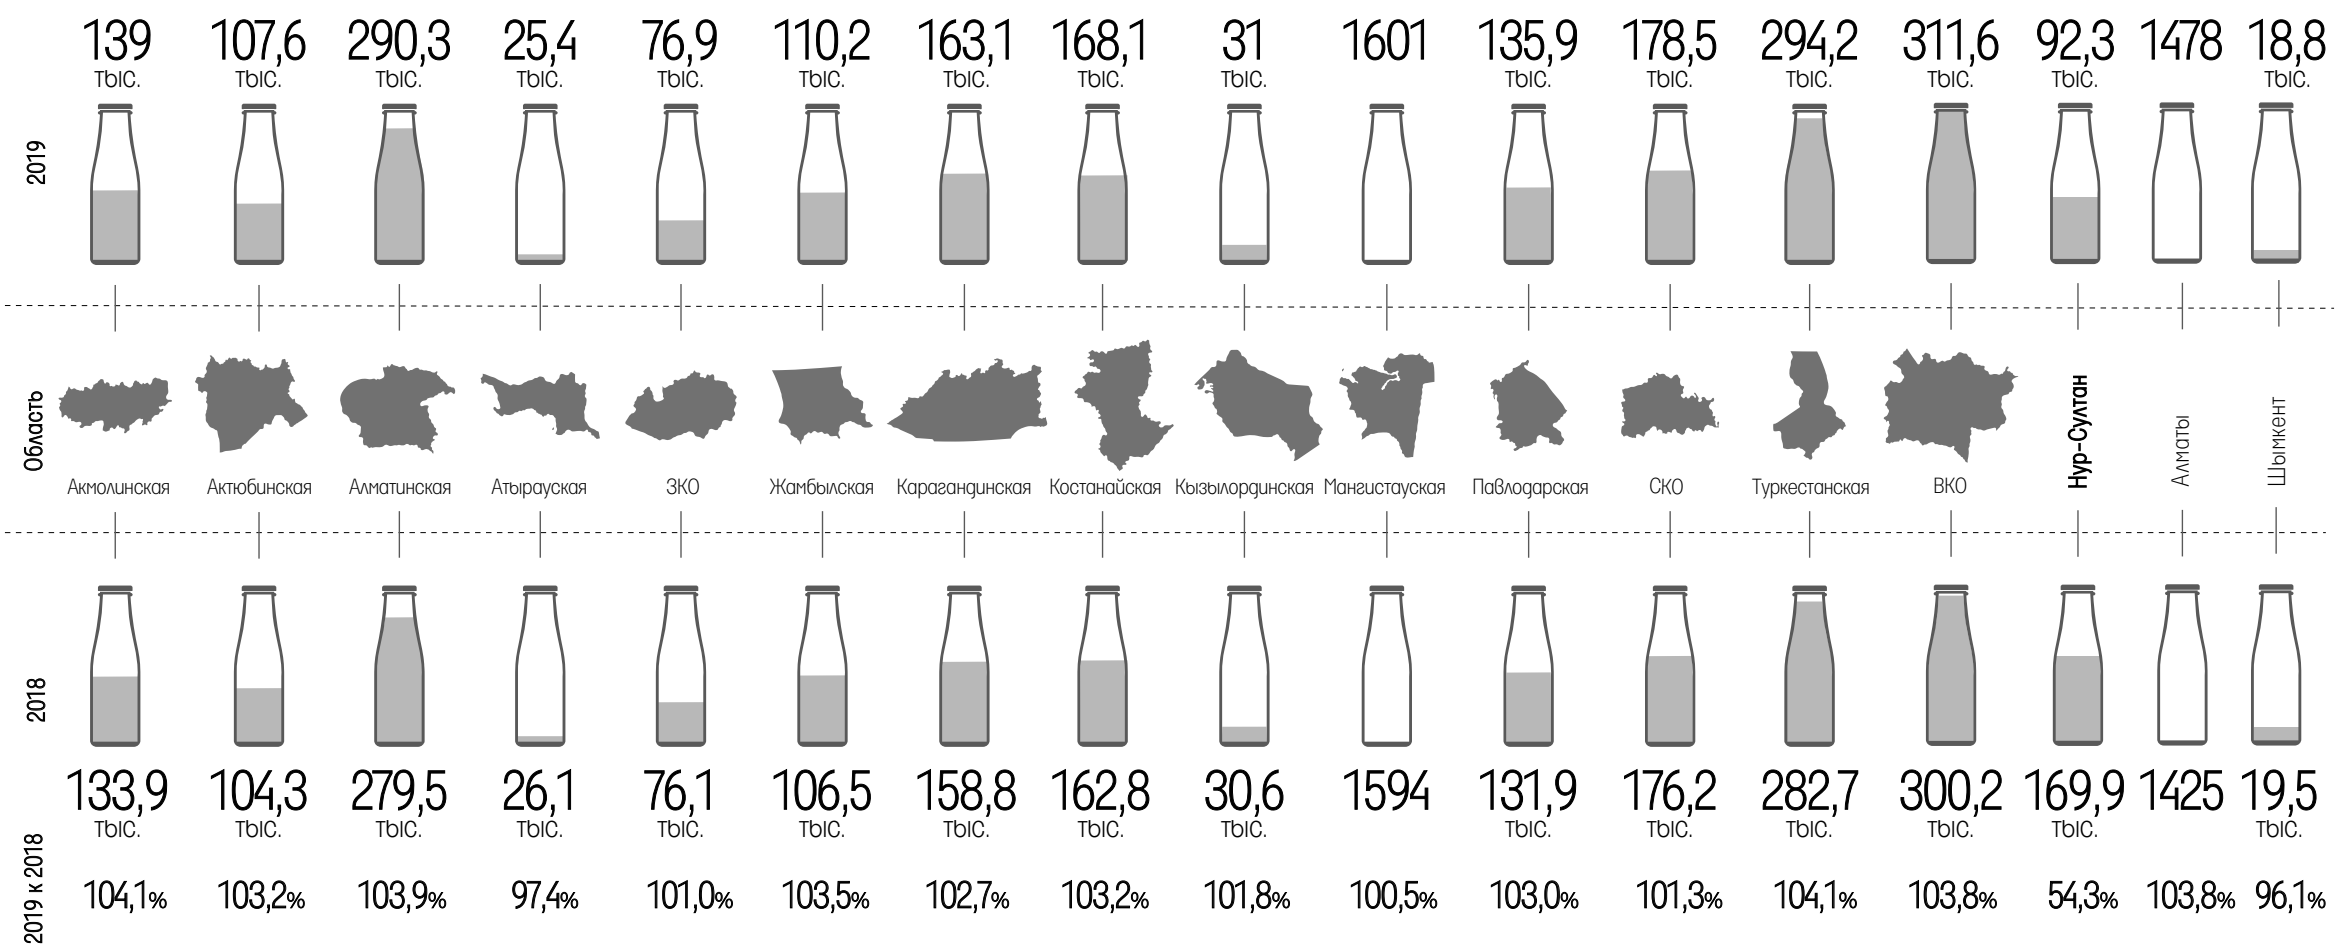 139 107,6 290,3 25,4 76,9 110,2 163,1 168,1 31 1601 135,9 178,5 294,2 311,6 92,3 1478 18,8
тыс. тыс. тыс. тыс. тыс. тыс. тыс. тыс. тыс. тыс. тыс. тыс. тыс. тыс. тыс.
2019
Область
Акмолинская Актюбинская Алматинская Атырауская ЗКО Жамбылская Карагандинская Костанайская Кызылординская Мангистауская Павлодарская СКО Туркестанская ВКО Нур-Султан Алматы Шымкент
2018
133,9 104,3 279,5 26,1 76,1 106,5 158,8 162,8 30,6 1594 131,9 176,2 282,7 300,2 169,9 1425 19,5
тыс. тыс. тыс. тыс. тыс. тыс. тыс. тыс. тыс. тыс. тыс. тыс. тыс. тыс. тыс.
2019 к 2018
104,1% 103,2% 103,9% 97,4% 101,0% 103,5% 102,7% 103,2% 101,8% 100,5% 103,0% 101,3% 104,1% 103,8% 54,3% 103,8% 96,1%